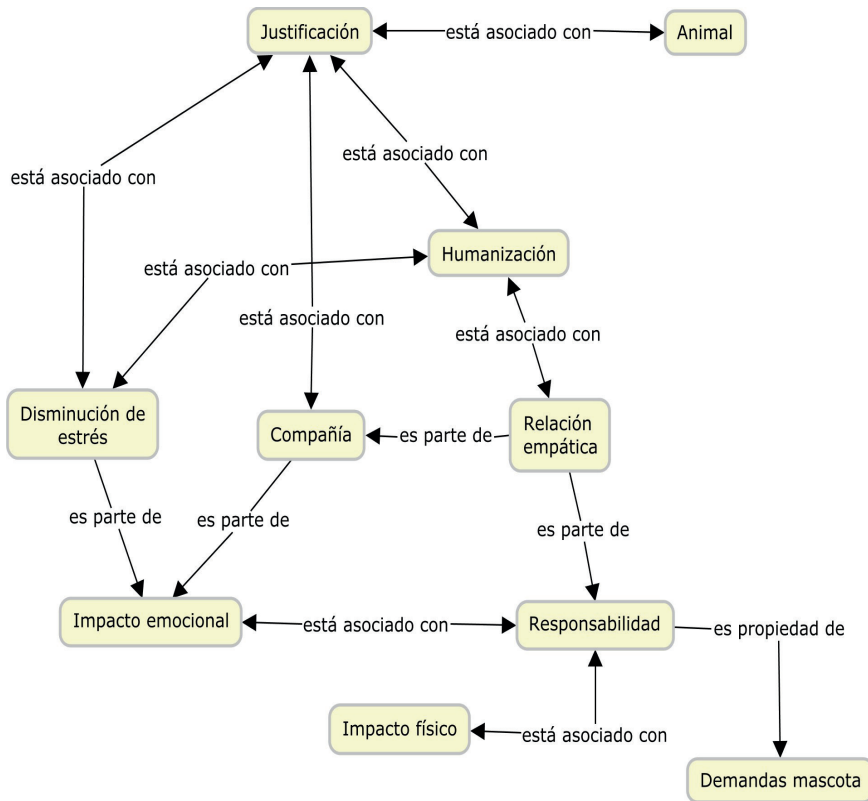 Justificación
está asociado con
Animal
está asociado con
está asociado con
Humanización
está asociado con
está asociado con
está asociado con
Disminución de
estrés
Compañía
es parte de
Relación
empática
es parte de
es parte de
es parte de
Impacto emocional
está asociado con
Responsabilidad
es propiedad de
Impacto físico
está asociado con
Demandas mascota